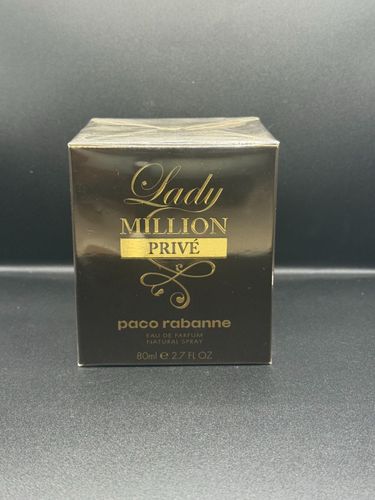 Lady
MILLION
PRIVÉ
paco rabanne
EAU DE PARFUM
NATURAL SPRAY
80ml ℮ 2.7 FL OZ